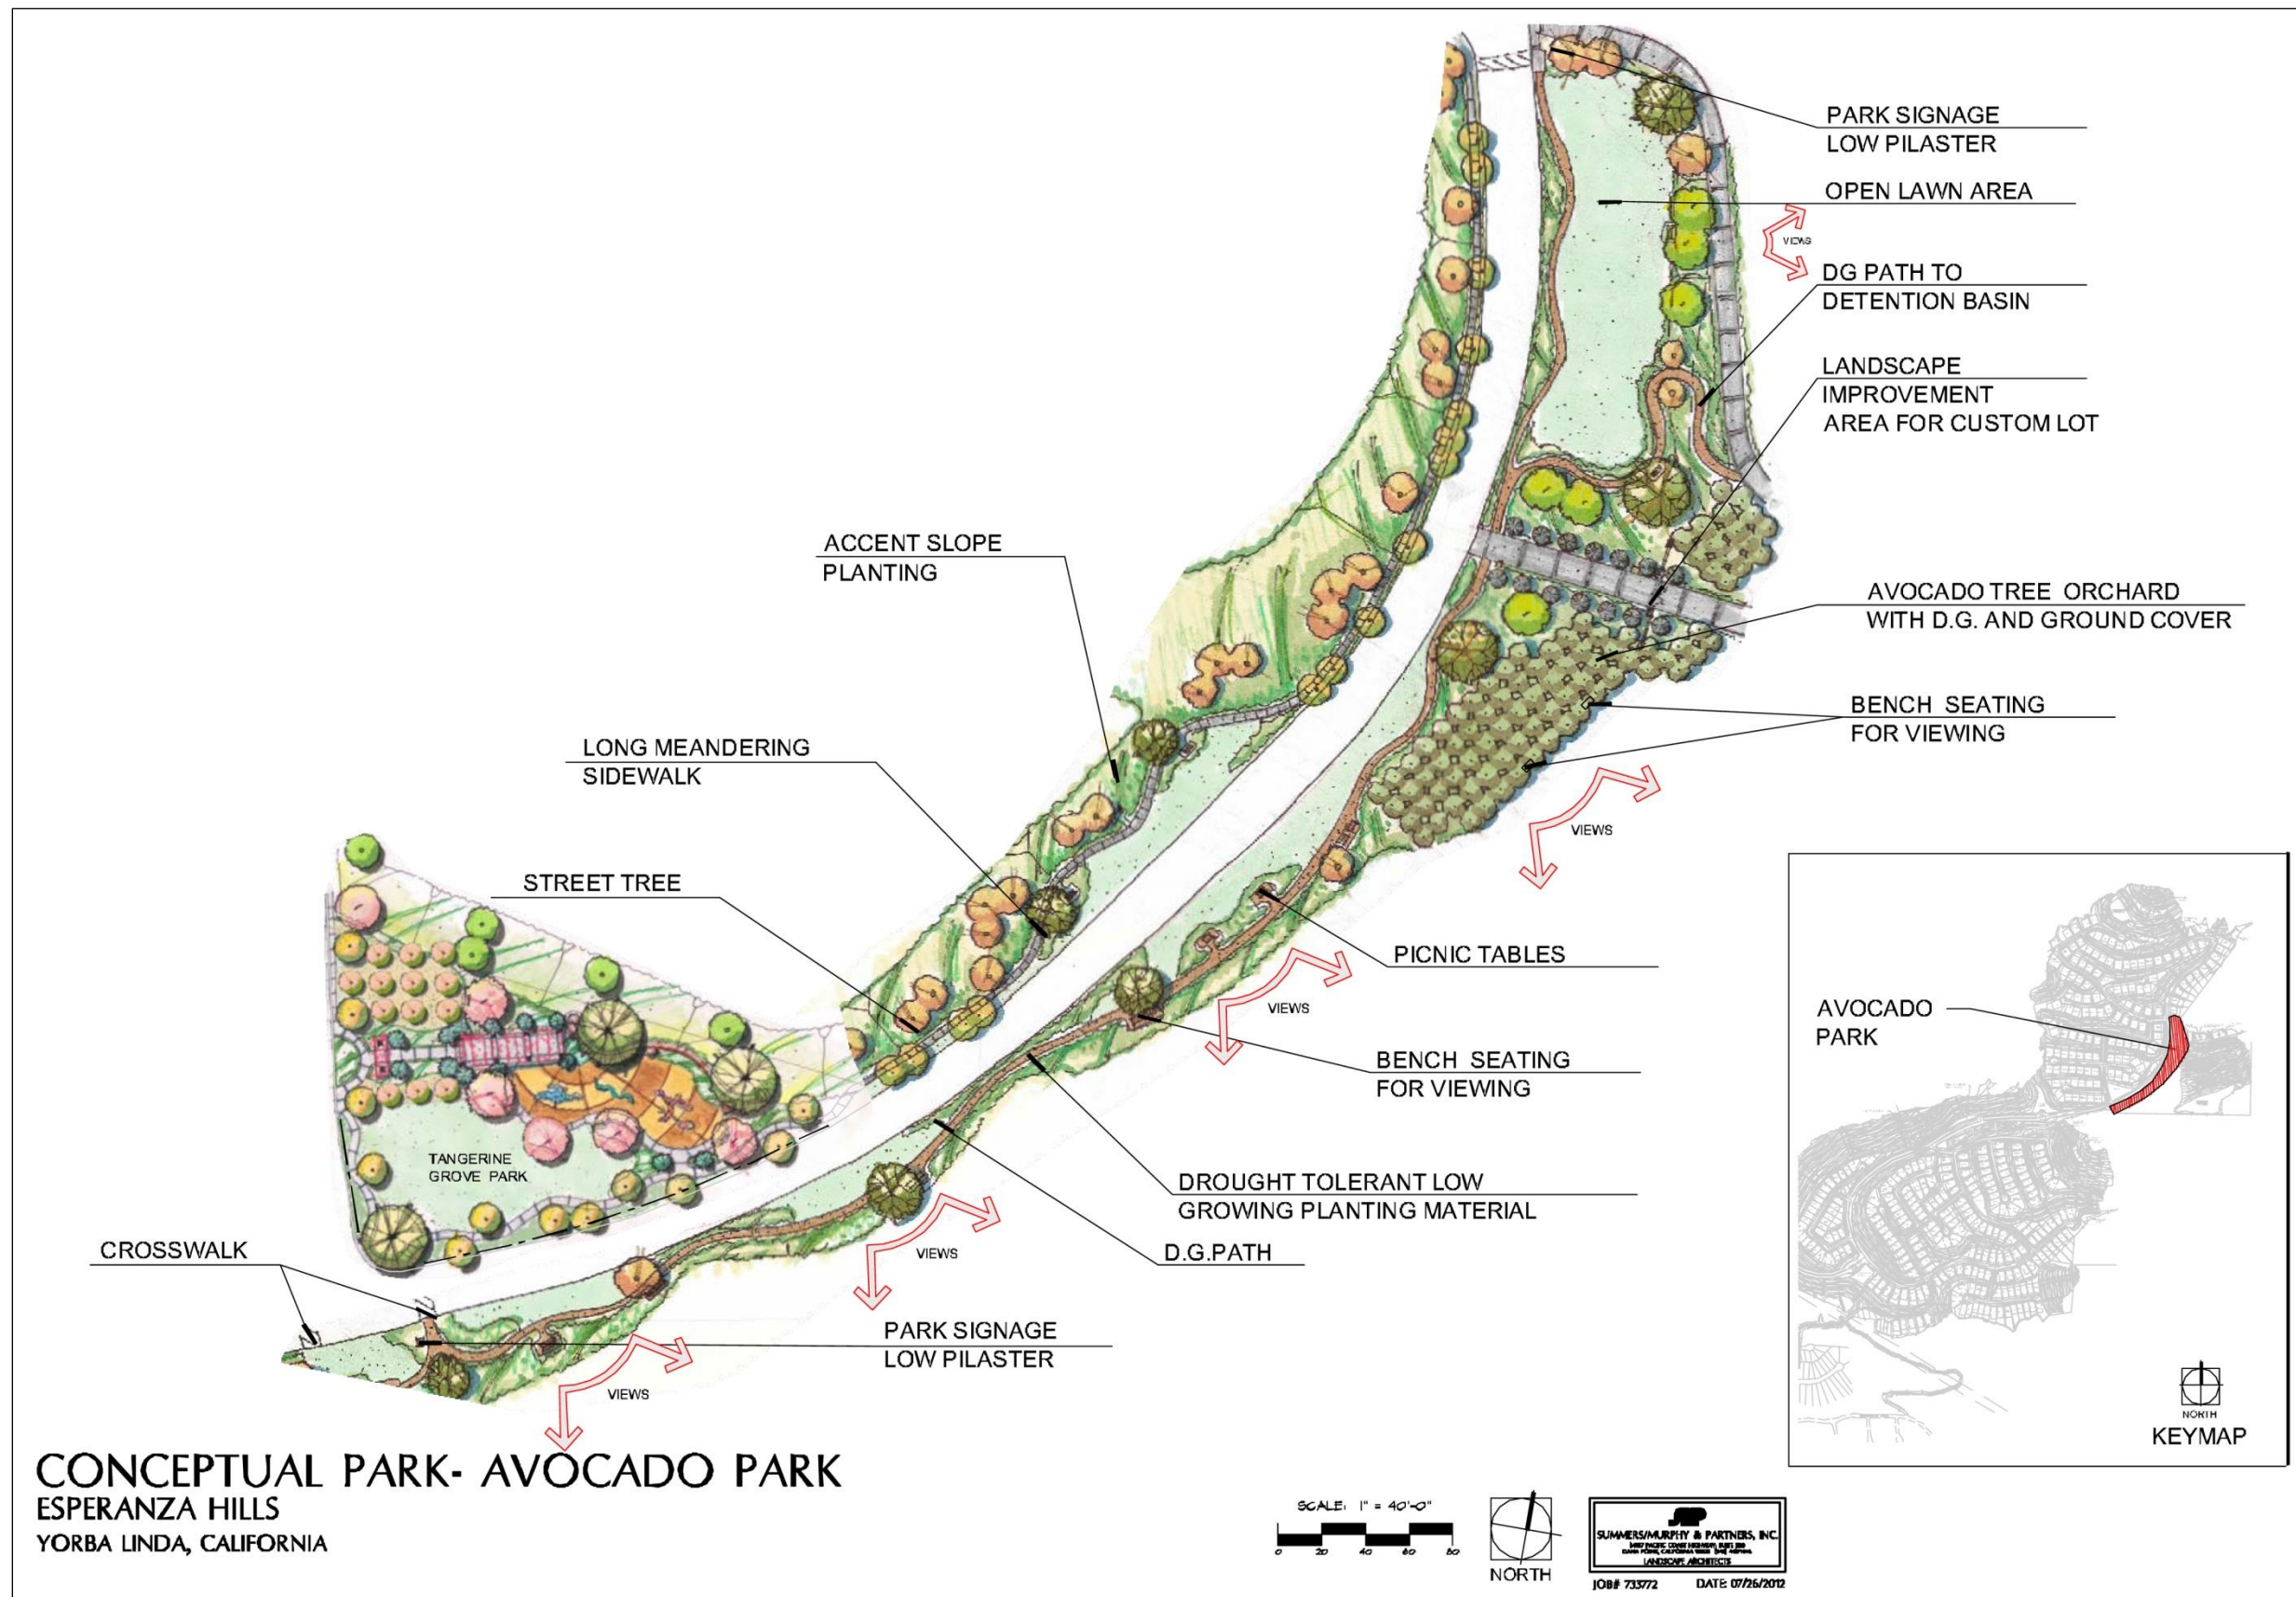 PARK SIGNAGE
LOW PILASTER
OPEN LAWN AREA
VIEWS
DG PATH TO
DETENTION BASIN
LANDSCAPE
IMPROVEMENT
AREA FOR CUSTOM LOT
ACCENT SLOPE
PLANTING
AVOCADO TREE ORCHARD
WITH D.G. AND GROUND COVER
BENCH SEATING
FOR VIEWING
LONG MEANDERING
SIDEWALK
VIEWS
STREET TREE
PICNIC TABLES
VIEWS
AVOCADO
PARK
BENCH SEATING
FOR VIEWING
TANGERINE
GROVE PARK
DROUGHT TOLERANT LOW
GROWING PLANTING MATERIAL
CROSSWALK
VIEWS
D.G.PATH
PARK SIGNAGE
LOW PILASTER
VIEWS
NORTH
KEYMAP
CONCEPTUAL PARK- AVOCADO PARK
ESPERANZA HILLS
YORBA LINDA, CALIFORNIA
SCALE: 1" = 40'-0"
0 20 40 60 80
NORTH
SUMMERS/MURPHY & PARTNERS, INC.
LANDSCAPE ARCHITECTS
JOB# 733772 DATE: 07/26/2012